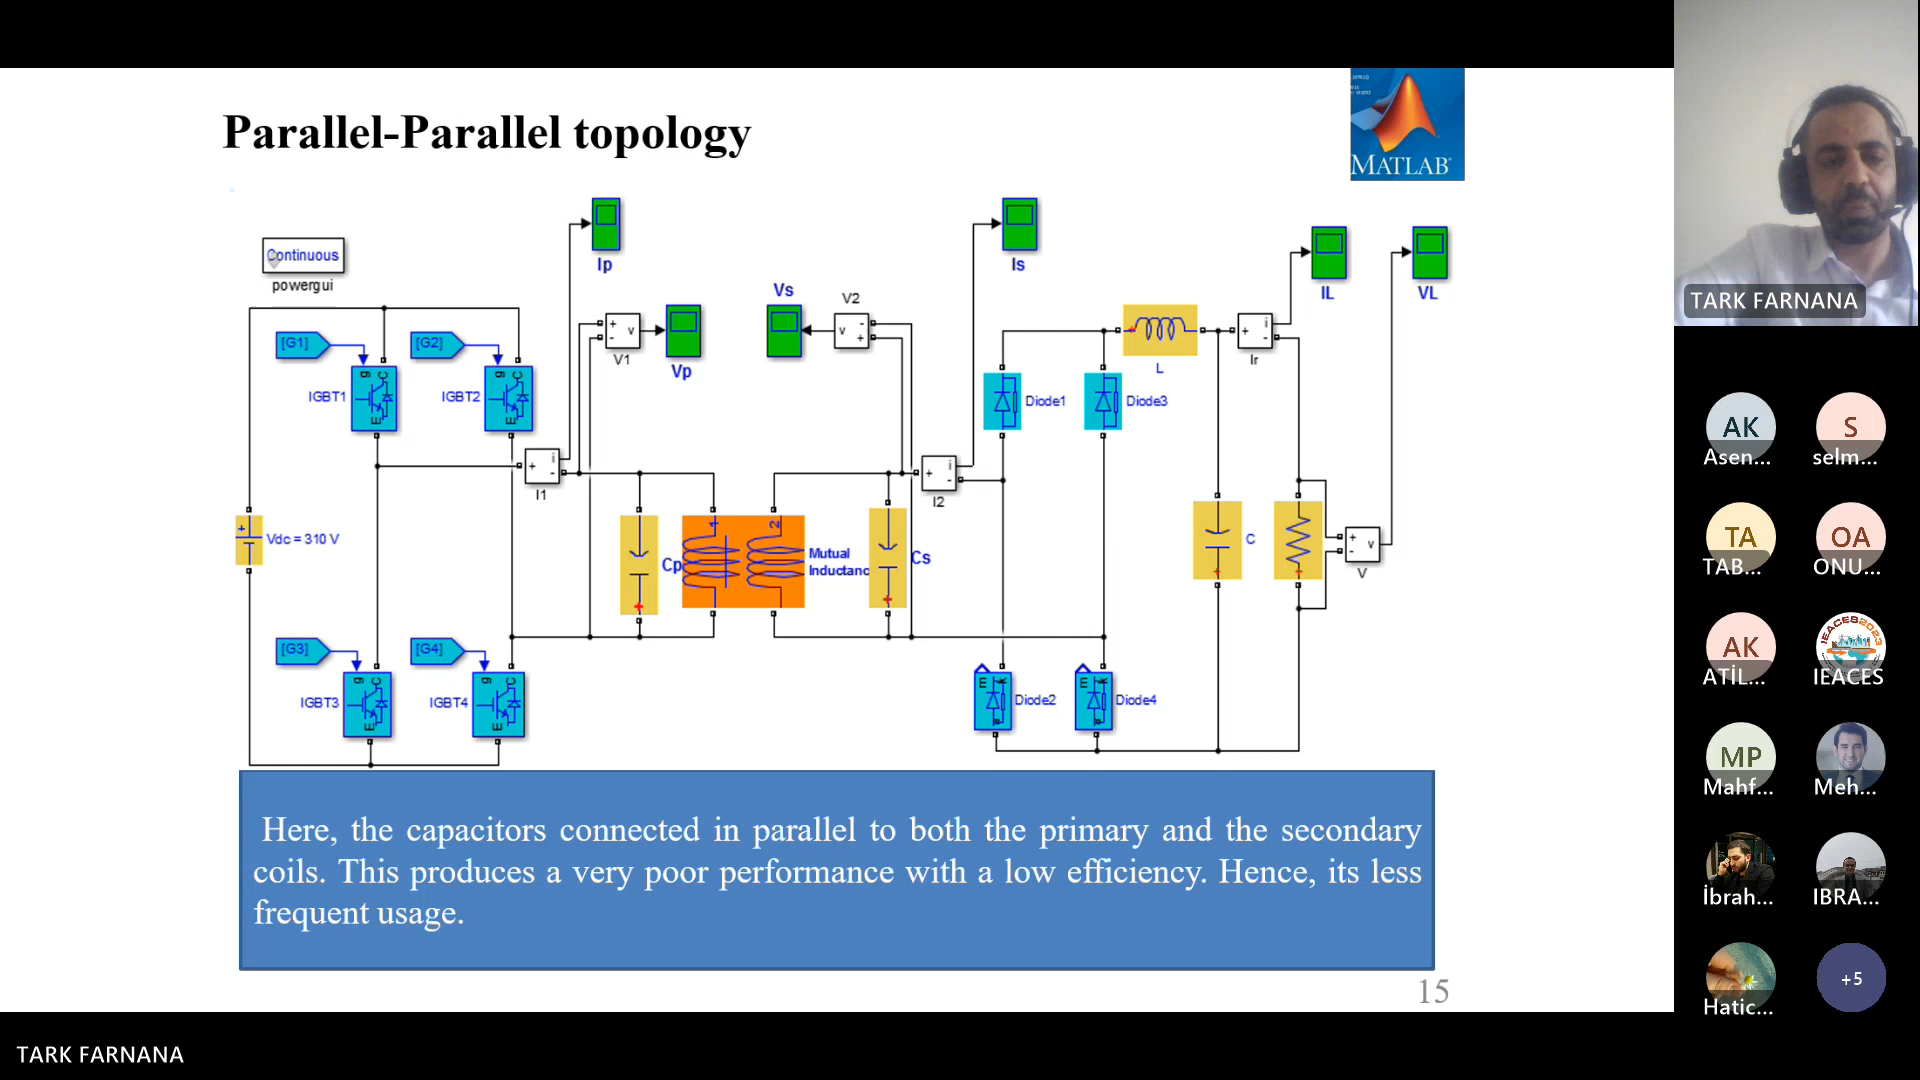 Parallel-Parallel topology
MATLAB®
Continuous
powergui
Ip
Is
IL
VL
Vs
V2
v
- +
[G1]
[G2]
IGBT1
IGBT2
g C E
g C E
V1
+ - v
Vp
L
Ir
+ i -
Diode1
Diode3
I1
+ i -
I2
+ i -
Vdc = 310 V
Cp
1
2
Mutual
Inductanc
Cs
C
+ - v
V
[G3]
[G4]
IGBT3
IGBT4
g C E
g C E
Diode2
Diode4
m k a
m k a
Here, the capacitors connected in parallel to both the primary and the secondary
coils. This produces a very poor performance with a low efficiency. Hence, its less
frequent usage.
15
TARK FARNANA
AK
Asen...
S
selm...
TA
TAB...
OA
ONU...
AK
ATİL...
IEACES2023
IEACES
MP
Mahf...
Meh...
İbrah...
IBRA...
Hatic...
+5
TARK FARNANA